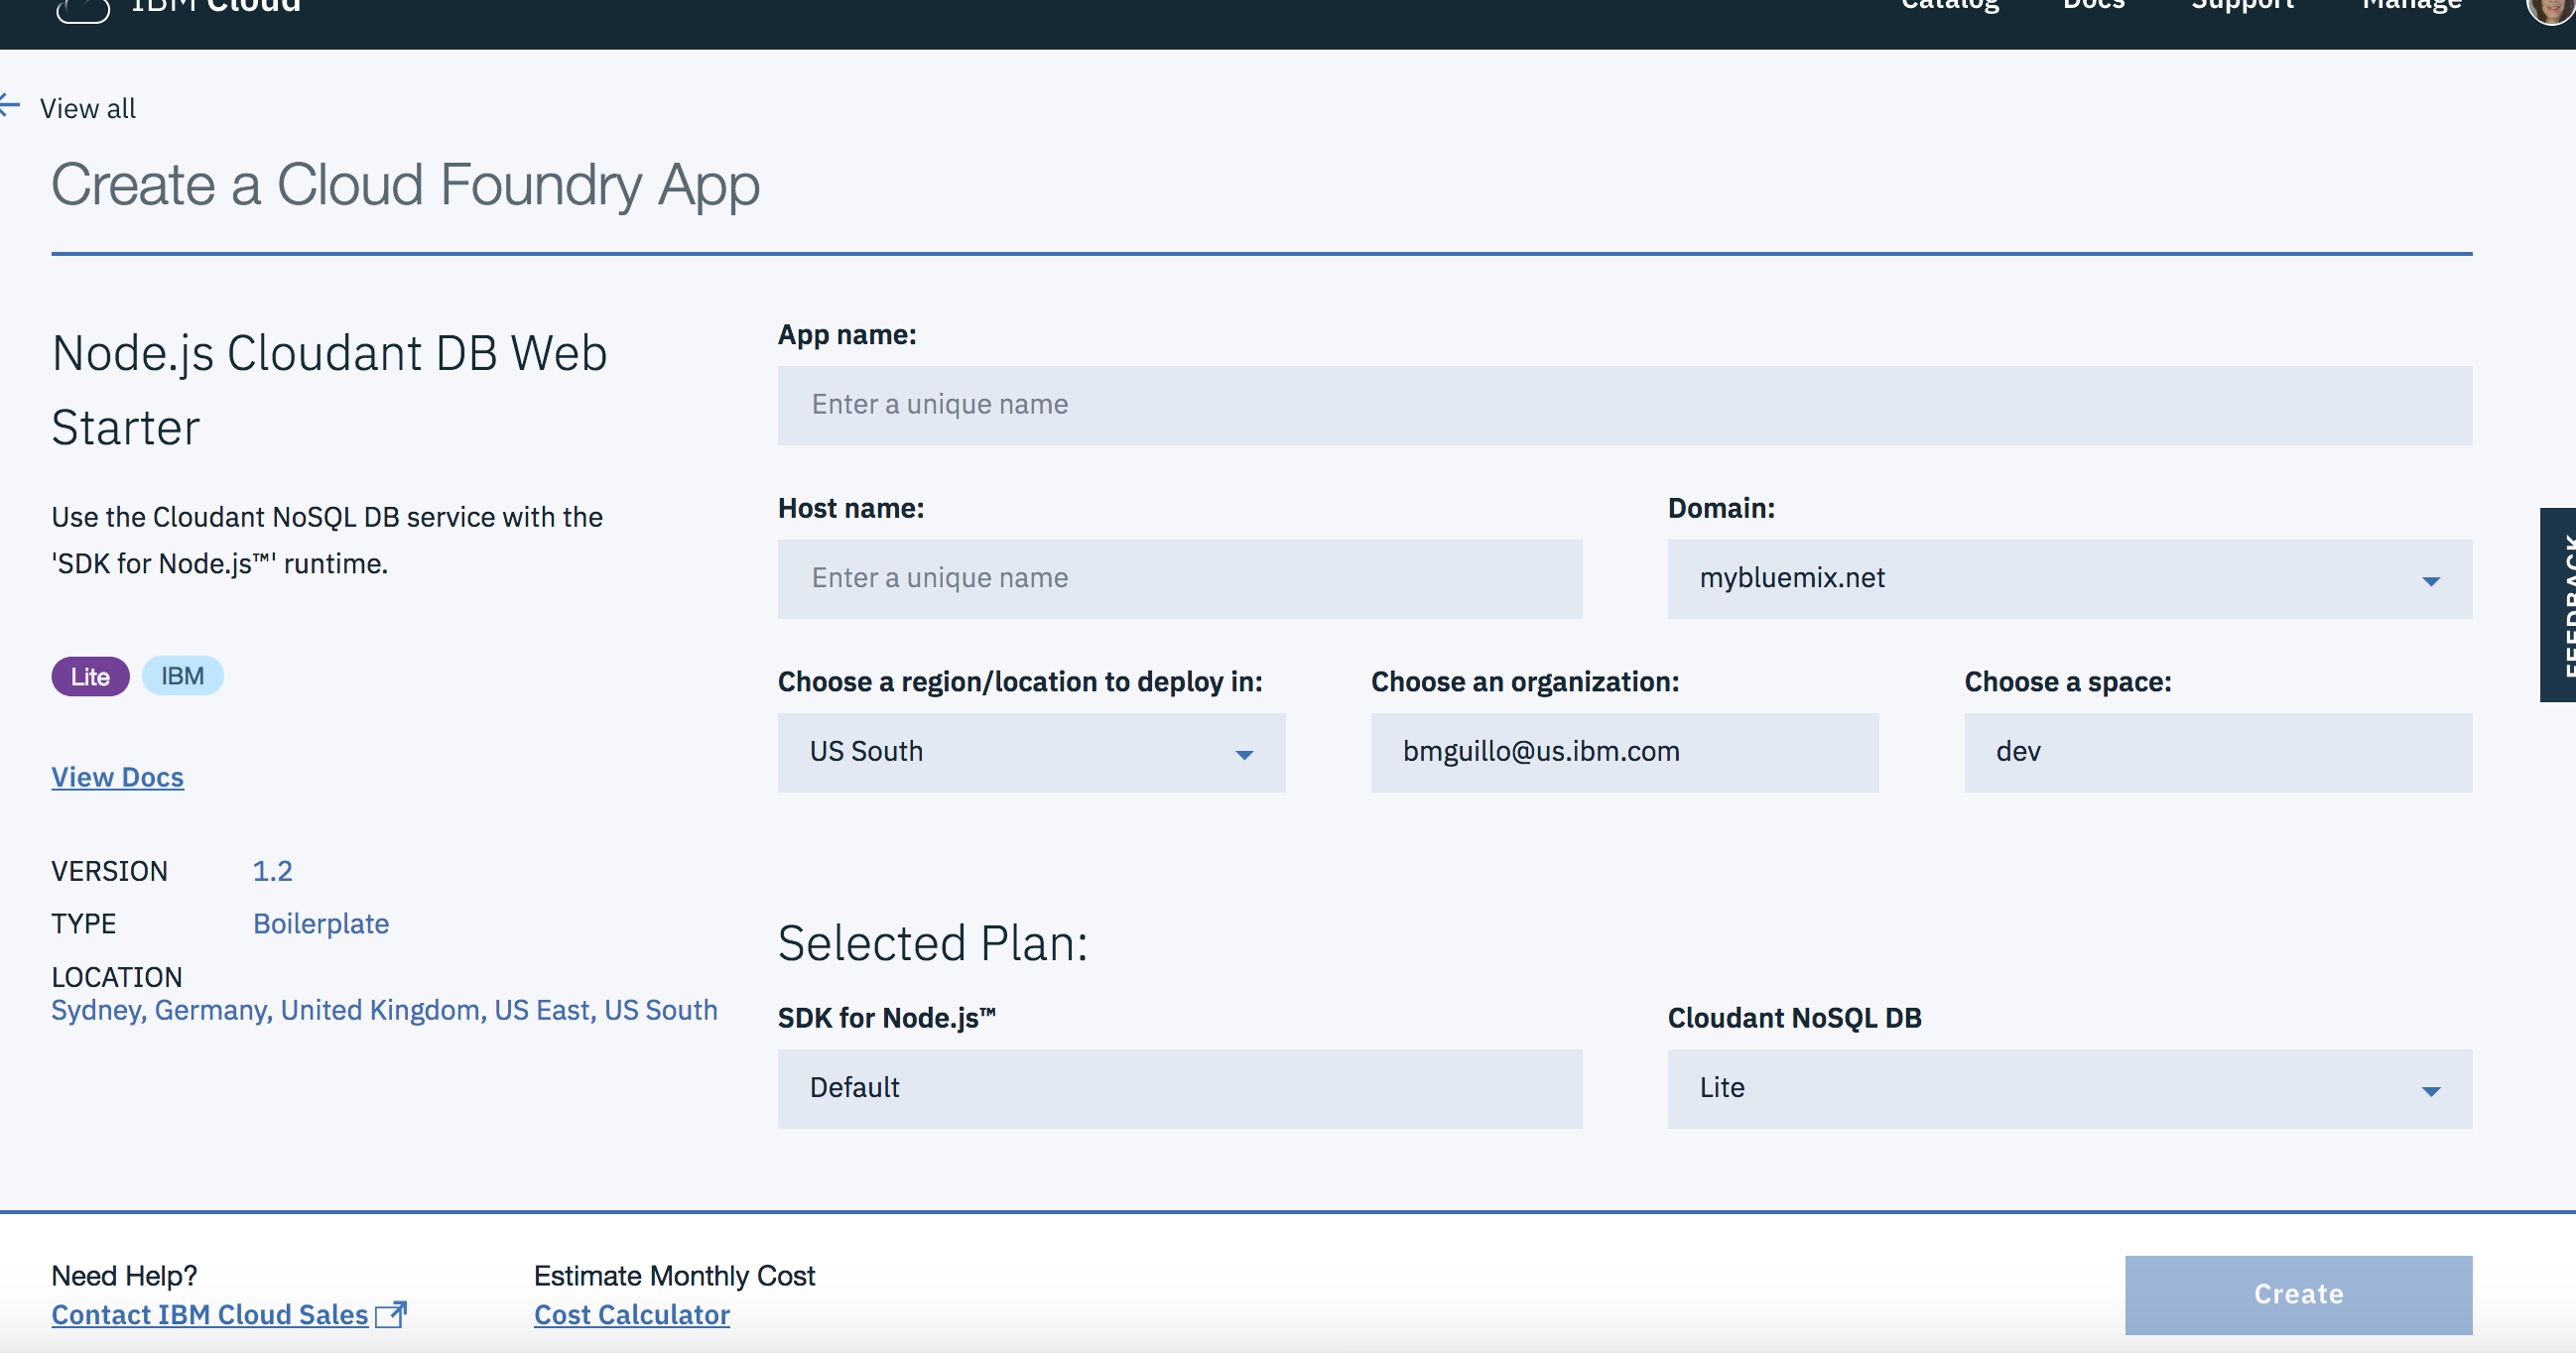 IBM Cloud
Catalog Docs Support Manage
View all
Create a Cloud Foundry App
Node.js Cloudant DB Web
Starter
Use the Cloudant NoSQL DB service with the
'SDK for Node.js™' runtime.
Lite IBM
View Docs
VERSION 1.2
TYPE Boilerplate
LOCATION
Sydney, Germany, United Kingdom, US East, US South
App name:
Enter a unique name
Host name:
Enter a unique name
Domain:
mybluemix.net
Choose a region/location to deploy in:
US South
Choose an organization:
bmguillo@us.ibm.com
Choose a space:
dev
Selected Plan:
SDK for Node.js™
Default
Cloudant NoSQL DB
Lite
FEEDBACK
Need Help?
Contact IBM Cloud Sales
Estimate Monthly Cost
Cost Calculator
Create